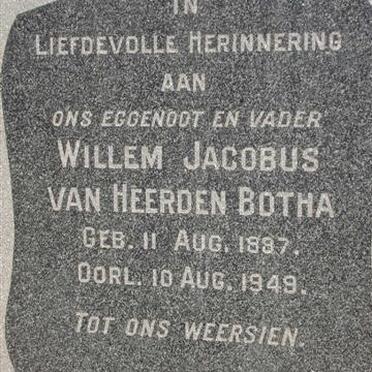 IN
LIEFDEVOLLE HERINNERING
AAN
ONS EGGENOOT EN VADER
WILLEM JACOBUS
VAN HEERDEN BOTHA
GEB. 11 AUG. 1887.
OORL. 10 AUG. 1949.
TOT ONS WEERSIEN.